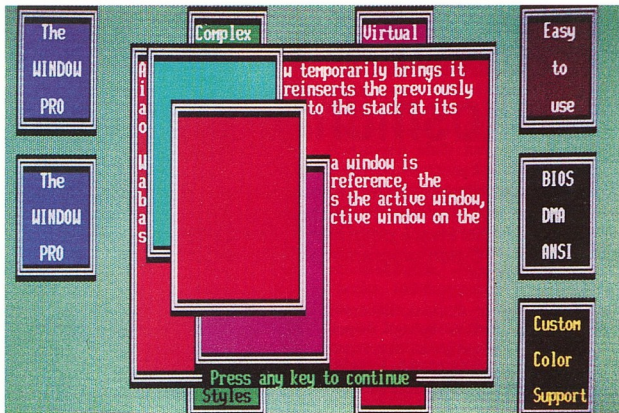 The
WINDOW
PRO
Complex
Virtual
Easy
to
use
A
w temporarily brings it
i
reinserts the previously
a
to the stack at its
o
W
a window is
a
reference, the
b
s the active window,
a
ctive window on the
s
The
WINDOW
PRO
BIOS
DMA
ANSI
Custom
Color
Support
Press any key to continue
Styles